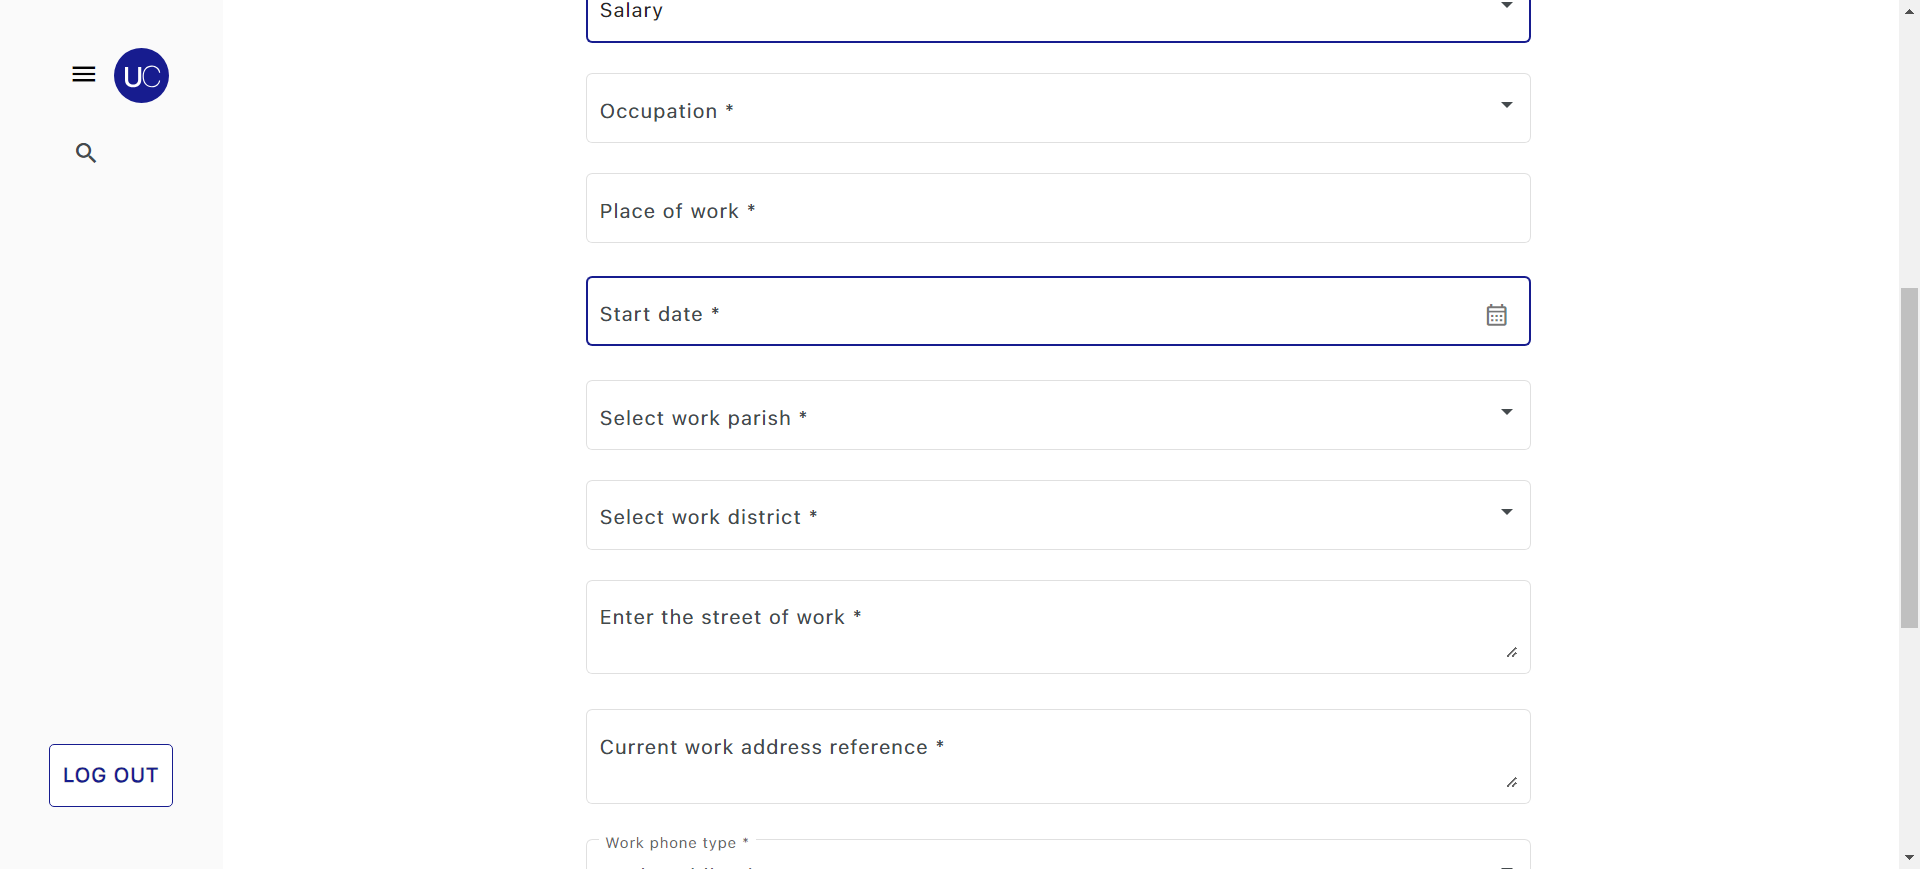 Salary
UC
Occupation *
Place of work *
Start date *
Select work parish *
Select work district *
Enter the street of work *
Current work address reference *
LOG OUT
Work phone type *